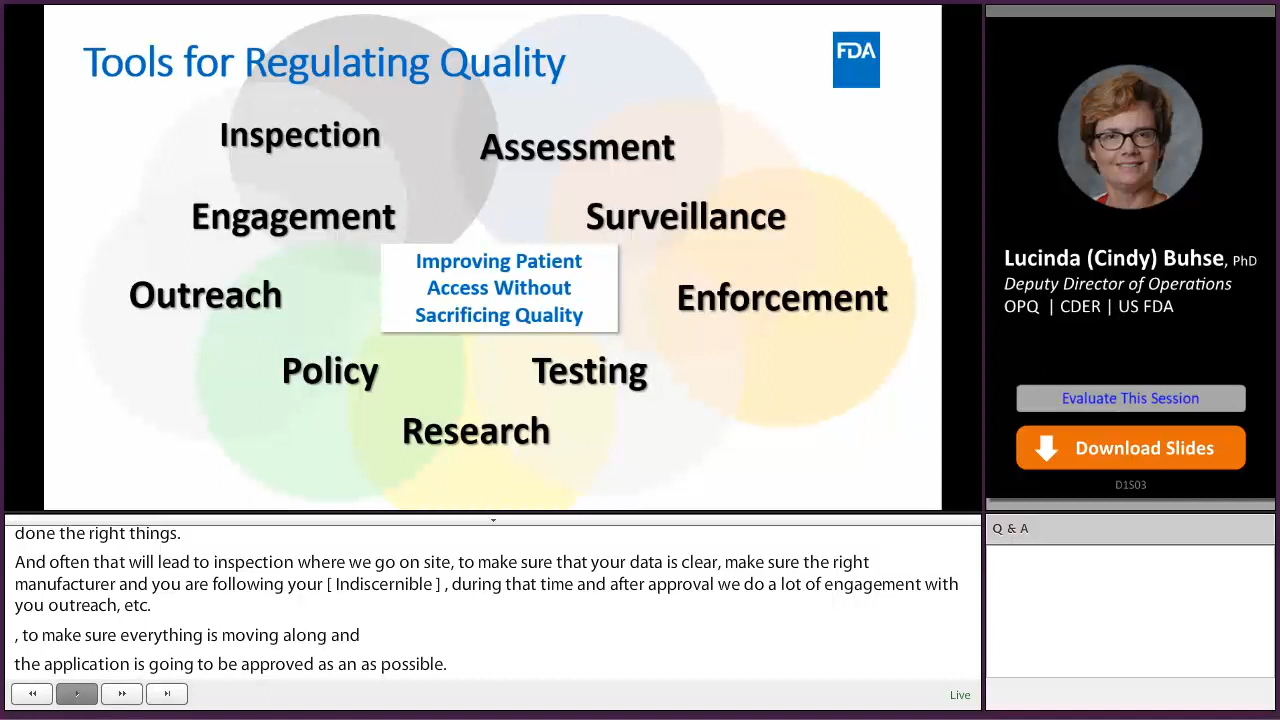 Tools for Regulating Quality
FDA
Inspection
Assessment
Engagement
Surveillance
Improving Patient
Access Without
Sacrificing Quality
Outreach
Enforcement
Policy
Testing
Research
Lucinda (Cindy) Buhse, PhD
Deputy Director of Operations
OPQ | CDER | US FDA
Evaluate This Session
Download Slides
D1S03
done the right things.
And often that will lead to inspection where we go on site, to make sure that your data is clear, make sure the right
manufacturer and you are following your [ Indiscernible ] , during that time and after approval we do a lot of engagement with
you outreach, etc.
, to make sure everything is moving along and
the application is going to be approved as an as possible.
Live
Q & A